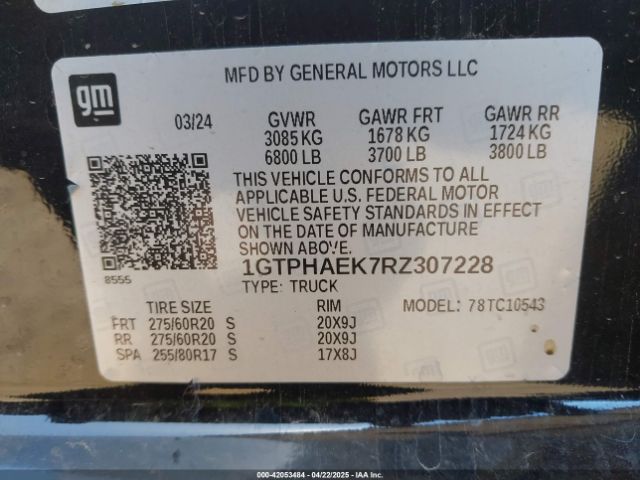 gm
MFD BY GENERAL MOTORS LLC
03/24 GVWR GAWR FRT GAWR RR
3085 KG 1678 KG 1724 KG
6800 LB 3700 LB 3800 LB
THIS VEHICLE CONFORMS TO ALL
APPLICABLE U.S. FEDERAL MOTOR
VEHICLE SAFETY STANDARDS IN EFFECT
ON THE DATE OF MANUFACTURE
SHOWN ABOVE.
8555
1GTPHAEK7RZ307228
TYPE: TRUCK
TIRE SIZE RIM MODEL: 78TC10543
FRT 275/60R20 S 20X9J
RR 275/60R20 S 20X9J
SPA 255/80R17 S 17X8J
000-42053484 - 04/22/2025 - IAA Inc.